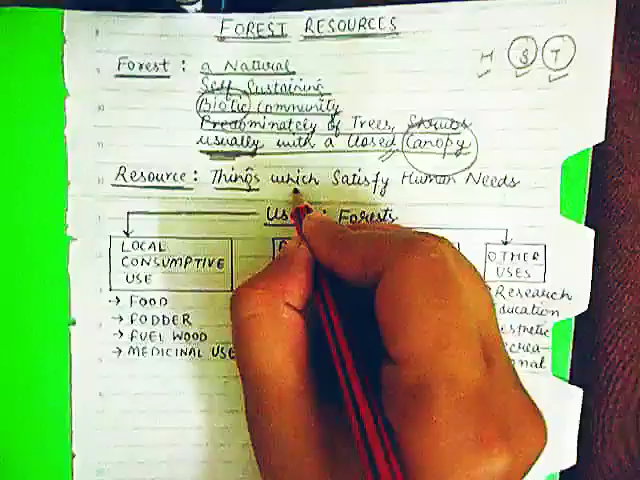 FOREST RESOURCES
H S T
Forest : a Natural
Self Sustaining
Biotic Community
Predominately of Trees, Shrubs
usually with a Closed Canopy
Resource : Things which Satisfy Human Needs
Forests
LOCAL CONSUMPTIVE USE
→ FOOD
→ FODDER
→ FUEL WOOD
→ MEDICINAL USE
OTHER USES
Research